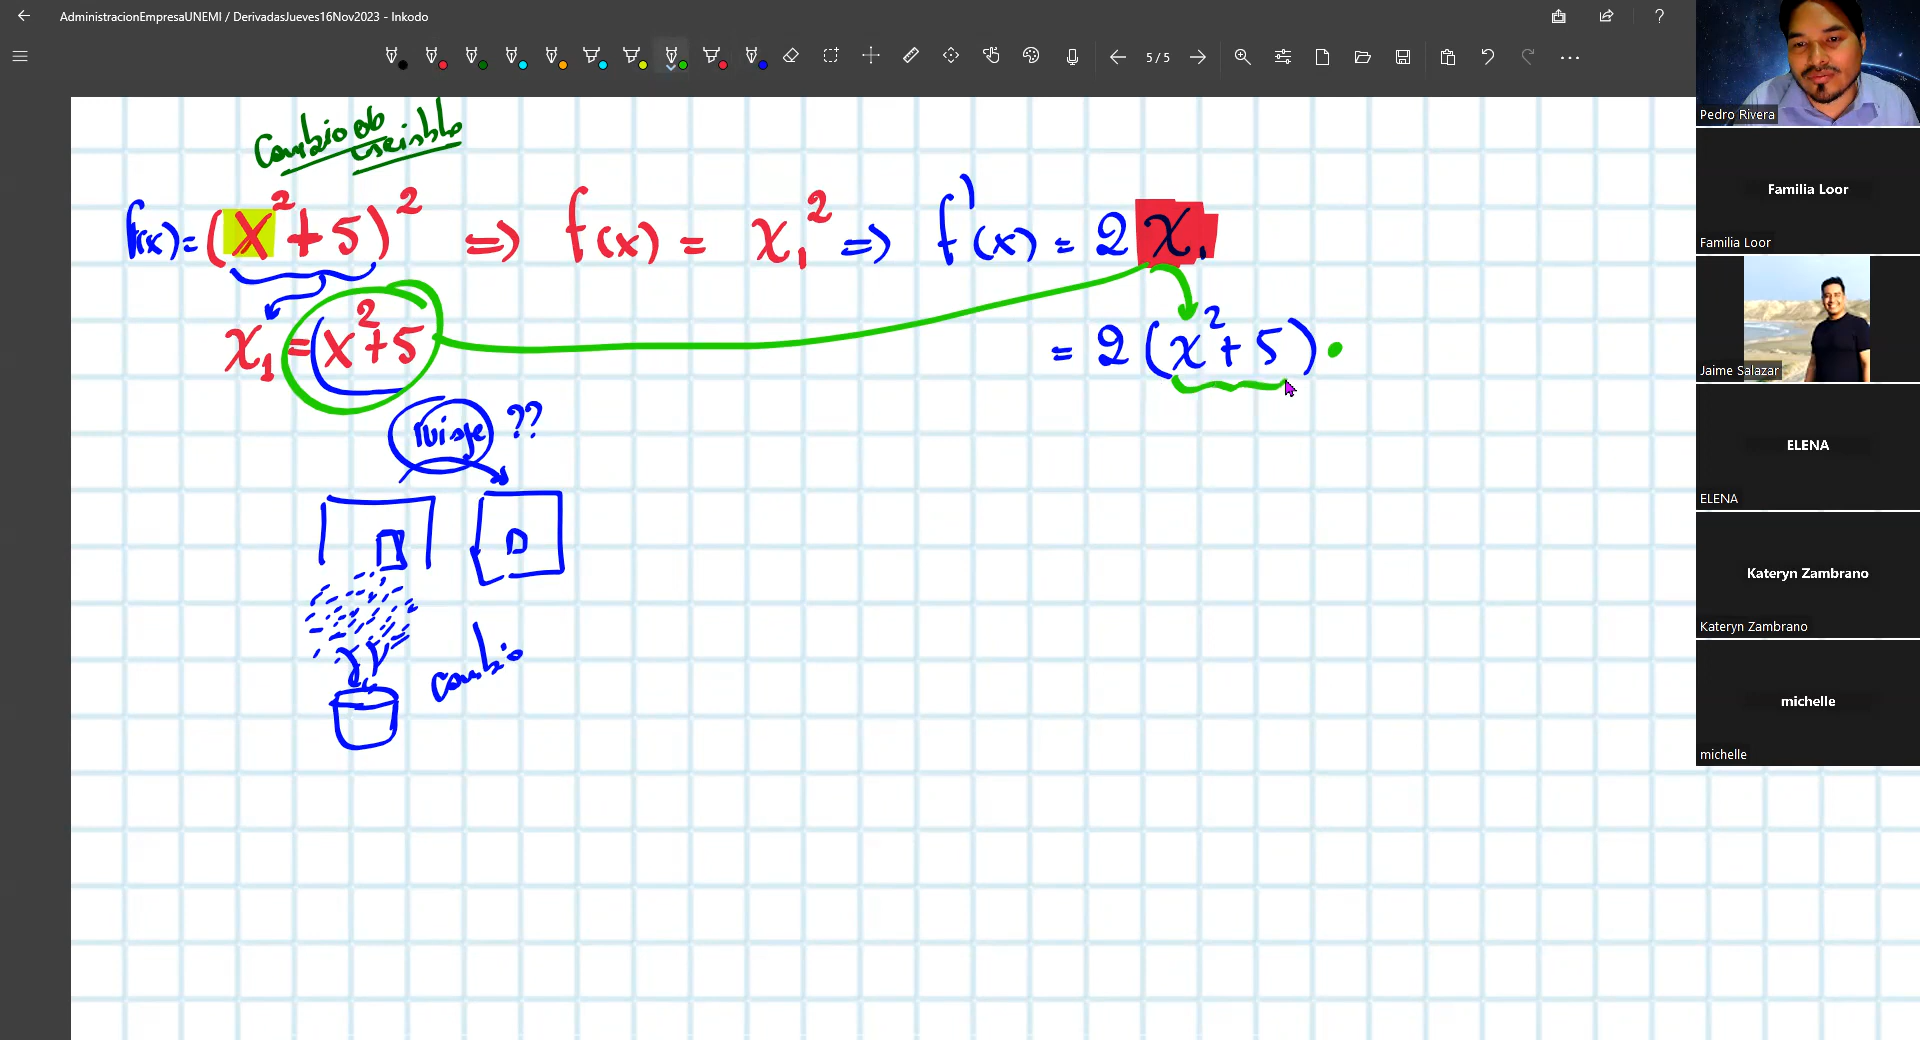 AdministracionEmpresaUNEMI / DerivadasJueves16Nov2023 - Inkodo
5/5
Cambio de
variable
f(x)= (x²+5)² => f(x) = x₁² => f'(x) = 2x₁
x₁ = (x²+5
= 2(x²+5) •
??
D
Cambio
Pedro Rivera
Familia Loor
Familia Loor
Jaime Salazar
ELENA
ELENA
Kateryn Zambrano
Kateryn Zambrano
michelle
michelle